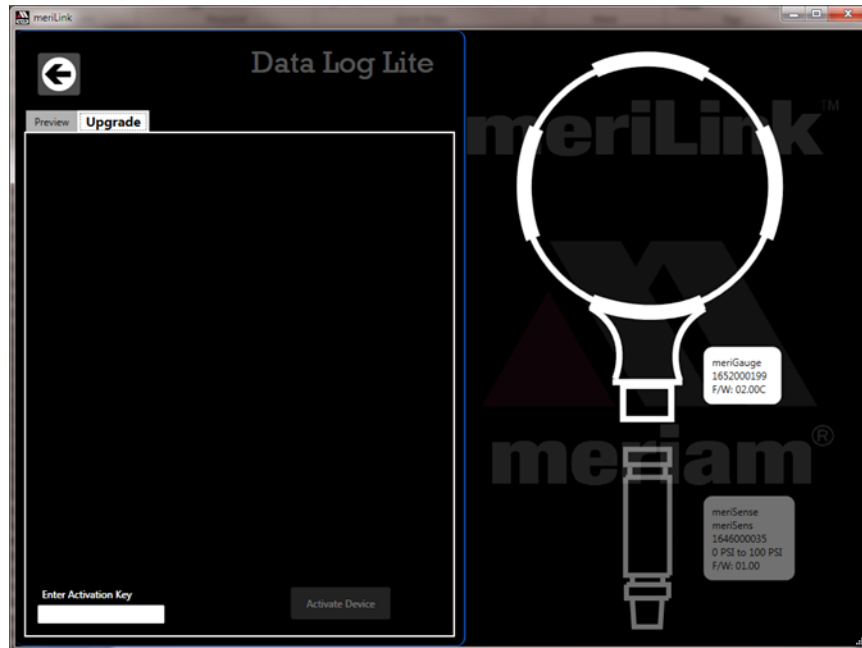 meriLink
Data Log Lite
Preview Upgrade
meriLink™
meriGauge
1652000199
F/W: 02.00C
meriam®
meriSense
meriSens
1646000035
0 PSI to 100 PSI
F/W: 01.00
Enter Activation Key
Activate Device